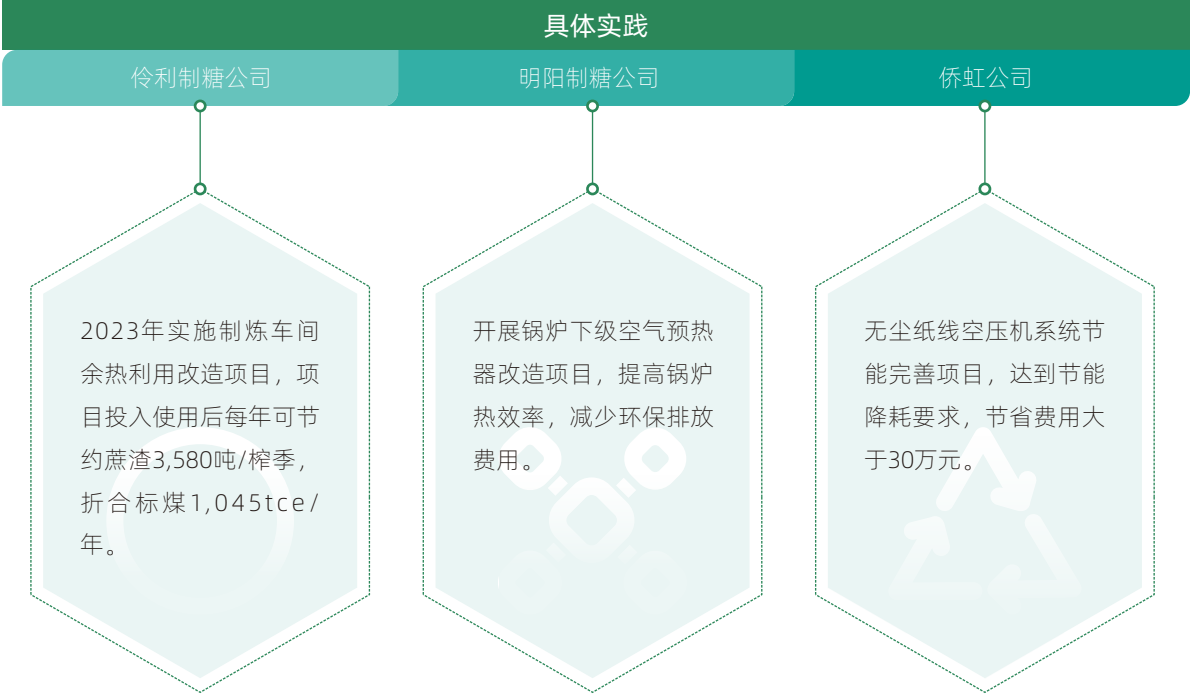 具体实践
伶利制糖公司
明阳制糖公司
侨虹公司
2023年实施制炼车间
余热利用改造项目，项
目投入使用后每年可节
约蔗渣3,580吨/榨季，
折合标煤1,045tce/
年。
开展锅炉下级空气预热
器改造项目，提高锅炉
热效率，减少环保排放
费用。
无尘纸线空压机系统节
能完善项目，达到节能
降耗要求，节省费用大
于30万元。